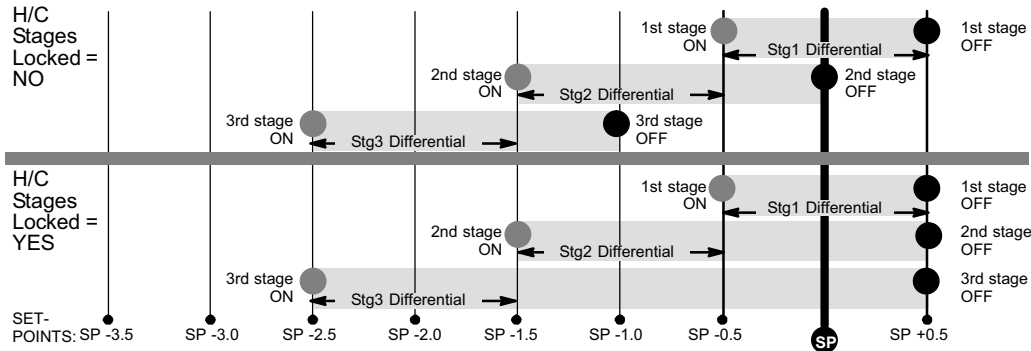 H/C
Stages
Locked =
NO
1st stage
ON
Stg1 Differential
1st stage
OFF
2nd stage
ON
Stg2 Differential
2nd stage
OFF
3rd stage
ON
Stg3 Differential
3rd stage
OFF
H/C
Stages
Locked =
YES
1st stage
ON
Stg1 Differential
1st stage
OFF
2nd stage
ON
Stg2 Differential
2nd stage
OFF
3rd stage
ON
Stg3 Differential
3rd stage
OFF
SET-
POINTS: SP -3.5 SP -3.0 SP -2.5 SP -2.0 SP -1.5 SP -1.0 SP -0.5 SP SP +0.5